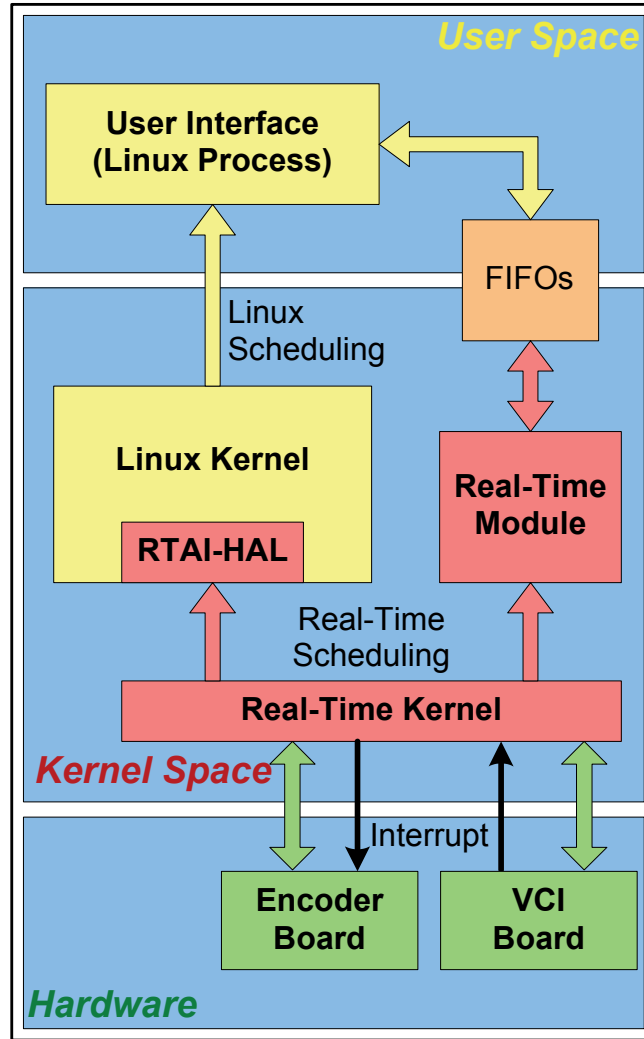 User Space
User Interface
(Linux Process)
FIFOs
Linux
Scheduling
Linux Kernel
RTAI-HAL
Real-Time
Module
Real-Time
Scheduling
Real-Time Kernel
Kernel Space
Interrupt
Encoder
Board
VCI
Board
Hardware